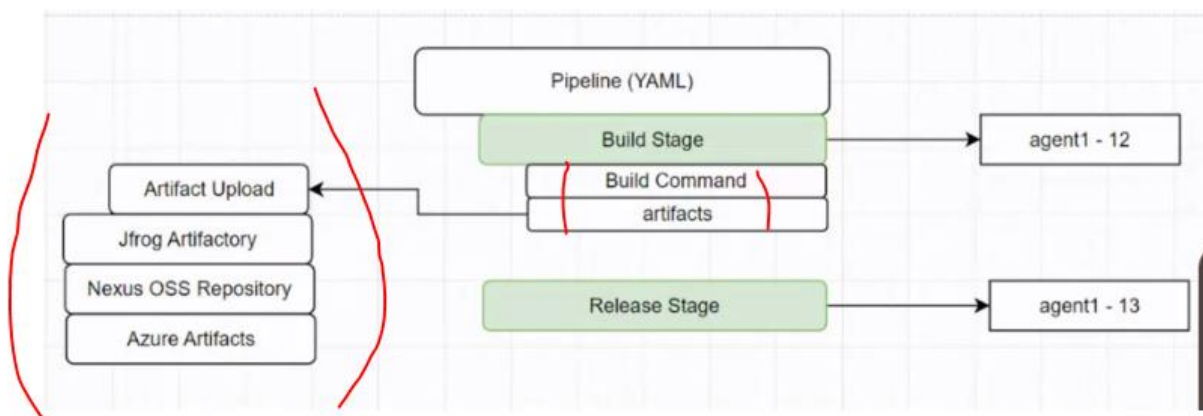 Pipeline (YAML)
Build Stage
agent1 - 12
Build Command
artifacts
Artifact Upload
Jfrog Artifactory
Nexus OSS Repository
Azure Artifacts
Release Stage
agent1 - 13